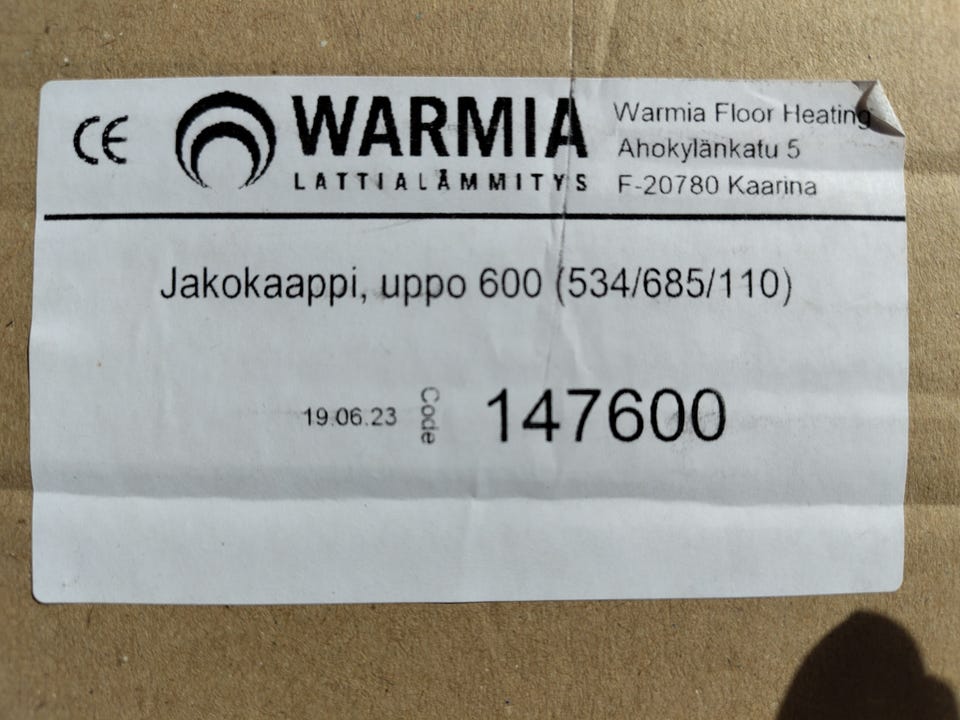 CE
WARMIA
LATTIALÄMMITYS
Warmia Floor Heating
Ahokylänkatu 5
F-20780 Kaarina
Jakokaappi, uppo 600 (534/685/110)
19.06.23 Code 147600